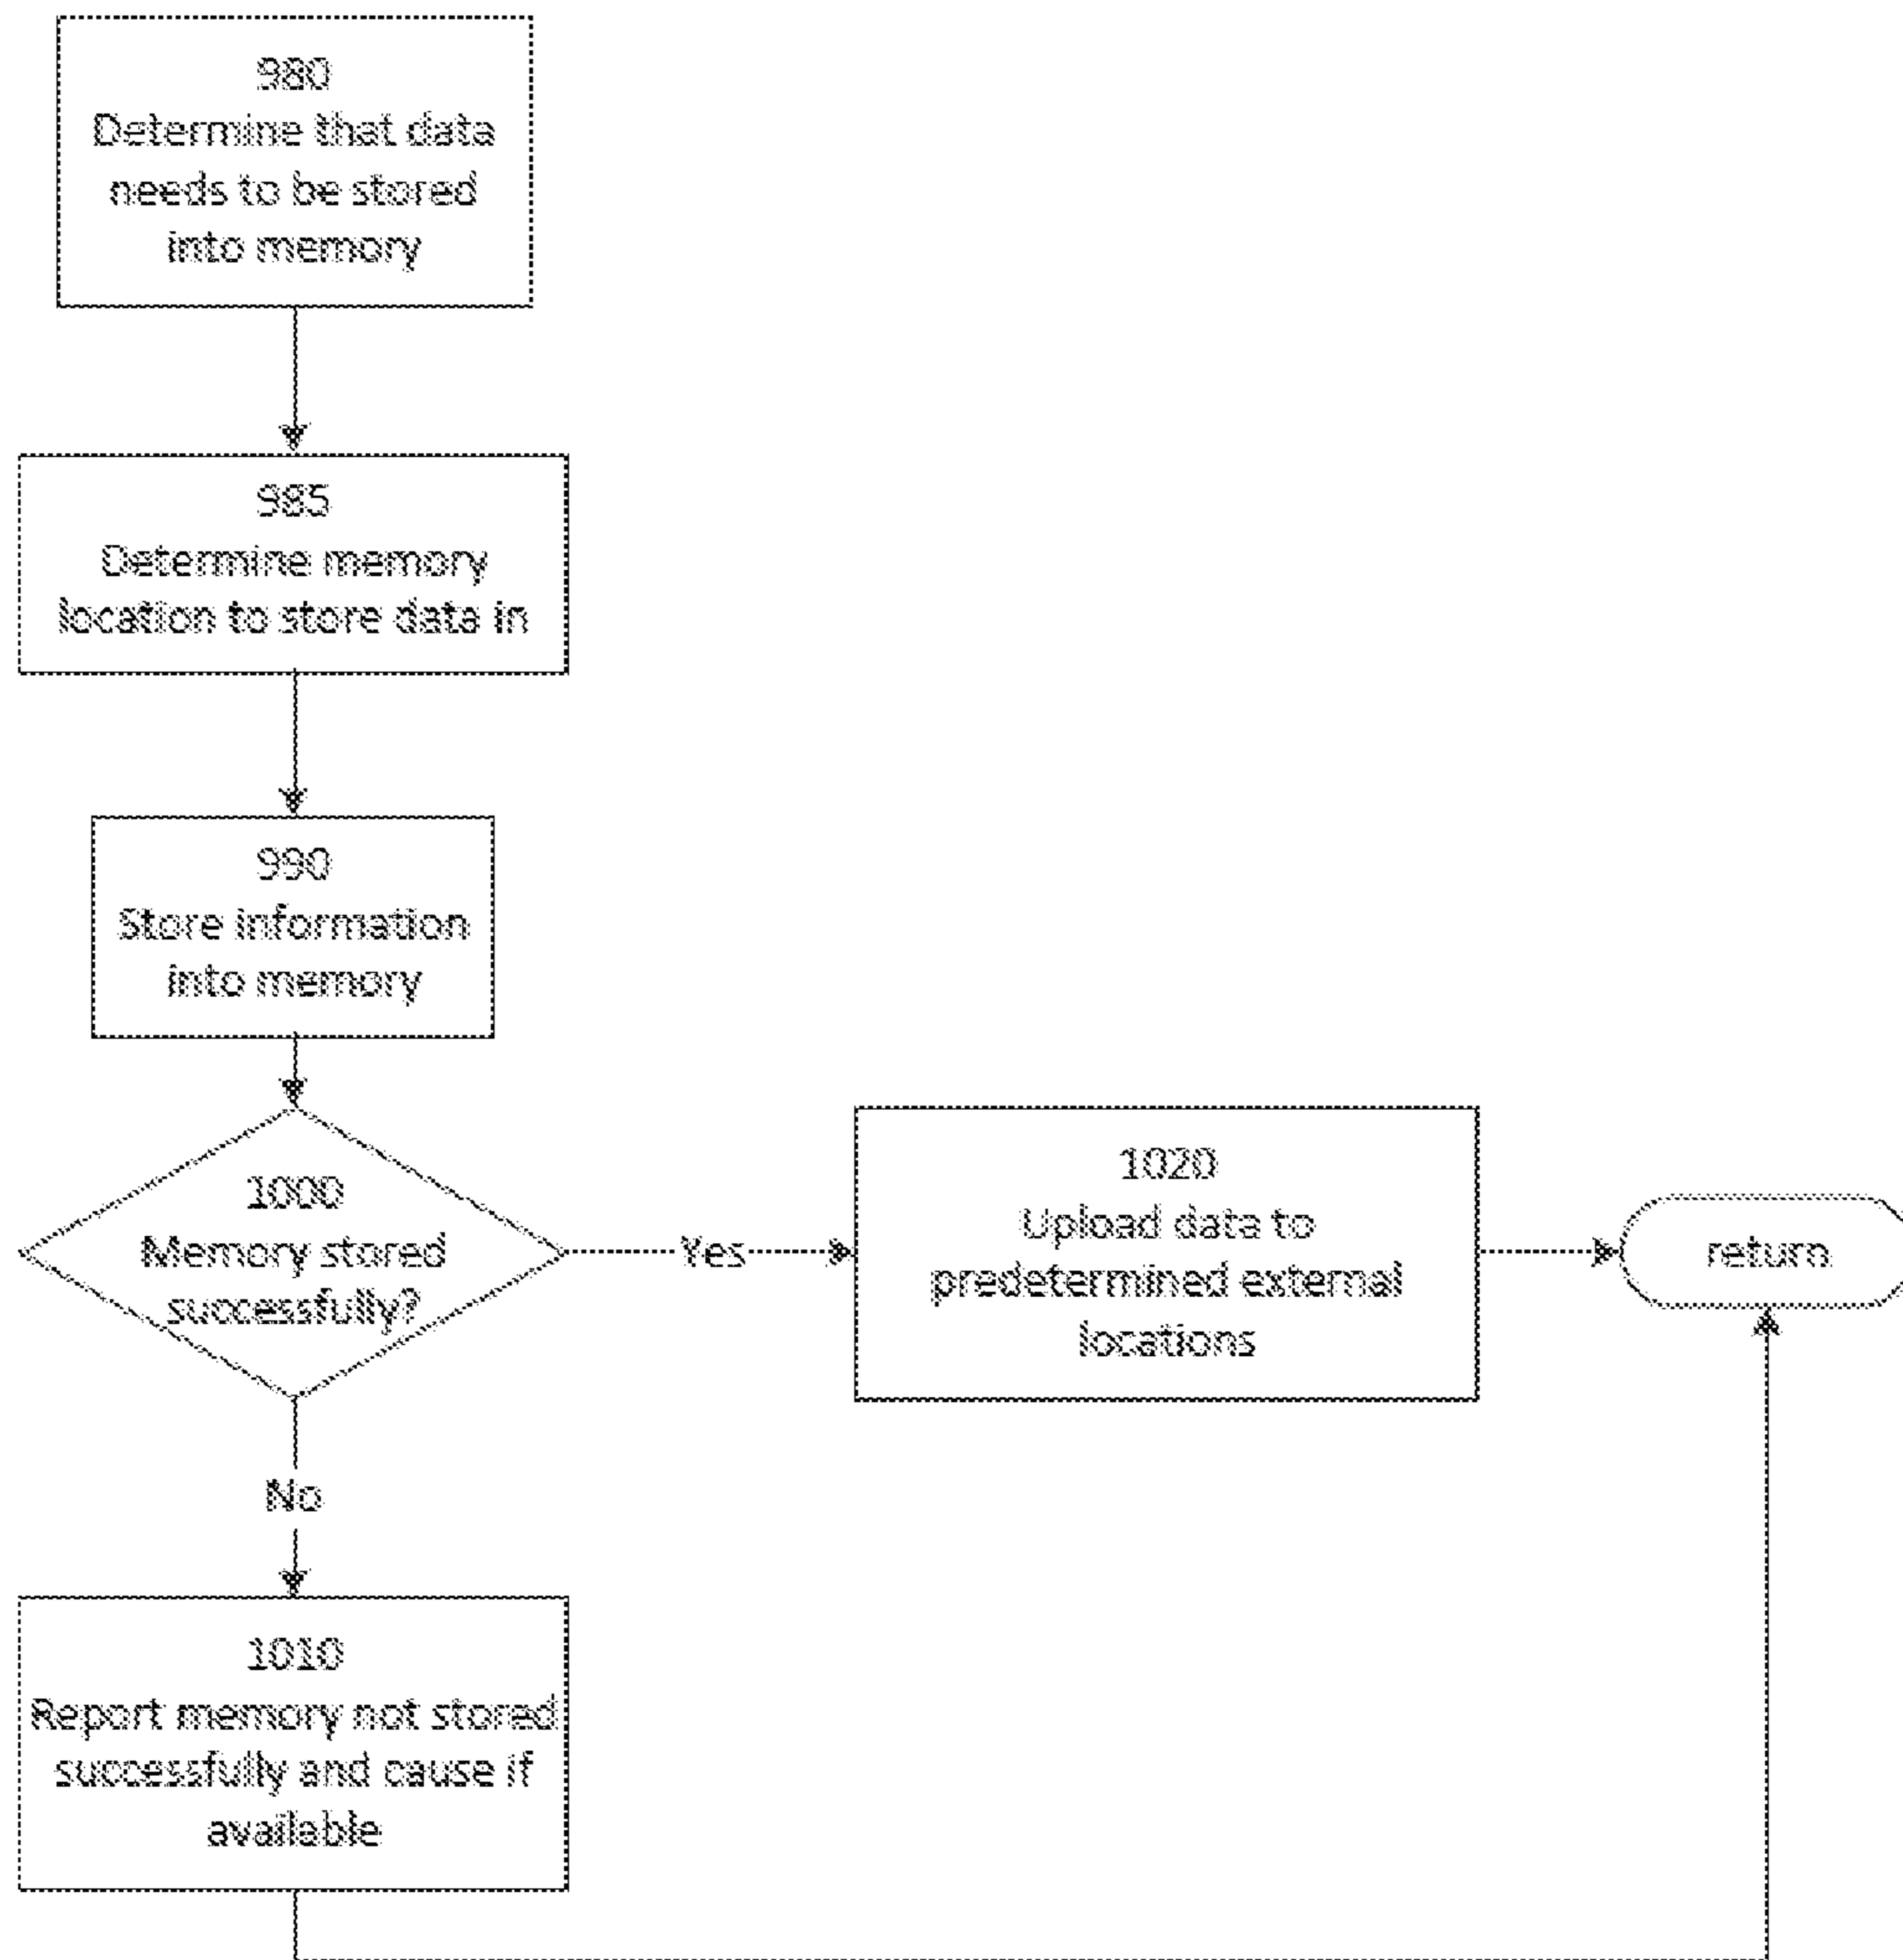 980
Determine that data
needs to be stored
into memory
985
Determine memory
location to store data in
990
Store information
into memory
1000
Memory stored
successfully?
Yes
1020
Upload data to
predetermined external
locations
return
No
1010
Report memory not stored
successfully and cause if
available